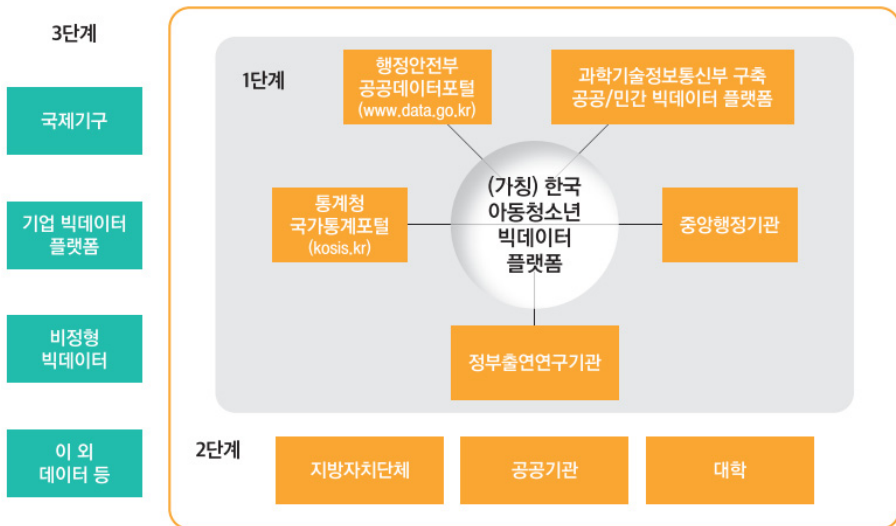 3단계
국제기구
기업 빅데이터
플랫폼
비정형
빅데이터
이 외
데이터 등
1단계
행정안전부
공공데이터포털
(www.data.go.kr)
과학기술정보통신부 구축
공공/민간 빅데이터 플랫폼
통계청
국가통계포털
(kosis.kr)
(가칭) 한국
아동청소년
빅데이터
플랫폼
중앙행정기관
정부출연연구기관
2단계
지방자치단체
공공기관
대학